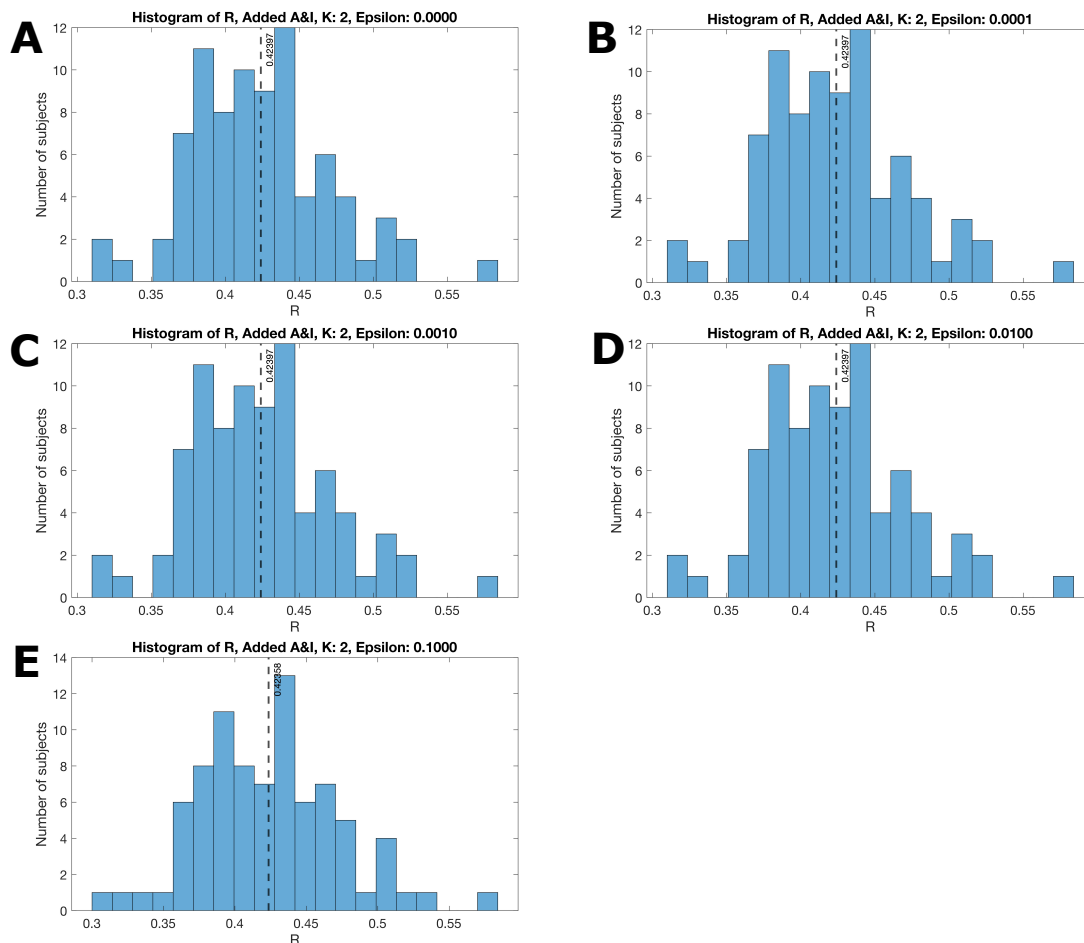 A
Histogram of R, Added A&I, K: 2, Epsilon: 0.0000
Number of subjects
12
10
8
6
4
2
0
0.42397
0.3 0.35 0.4 0.45 0.5 0.55
R
B
Histogram of R, Added A&I, K: 2, Epsilon: 0.0001
Number of subjects
12
10
8
6
4
2
0
0.42397
0.3 0.35 0.4 0.45 0.5 0.55
R
C
Histogram of R, Added A&I, K: 2, Epsilon: 0.0010
Number of subjects
12
10
8
6
4
2
0
0.42397
0.3 0.35 0.4 0.45 0.5 0.55
R
D
Histogram of R, Added A&I, K: 2, Epsilon: 0.0100
Number of subjects
12
10
8
6
4
2
0
0.42397
0.3 0.35 0.4 0.45 0.5 0.55
R
E
Histogram of R, Added A&I, K: 2, Epsilon: 0.1000
Number of subjects
14
12
10
8
6
4
2
0
0.42358
0.3 0.35 0.4 0.45 0.5 0.55
R